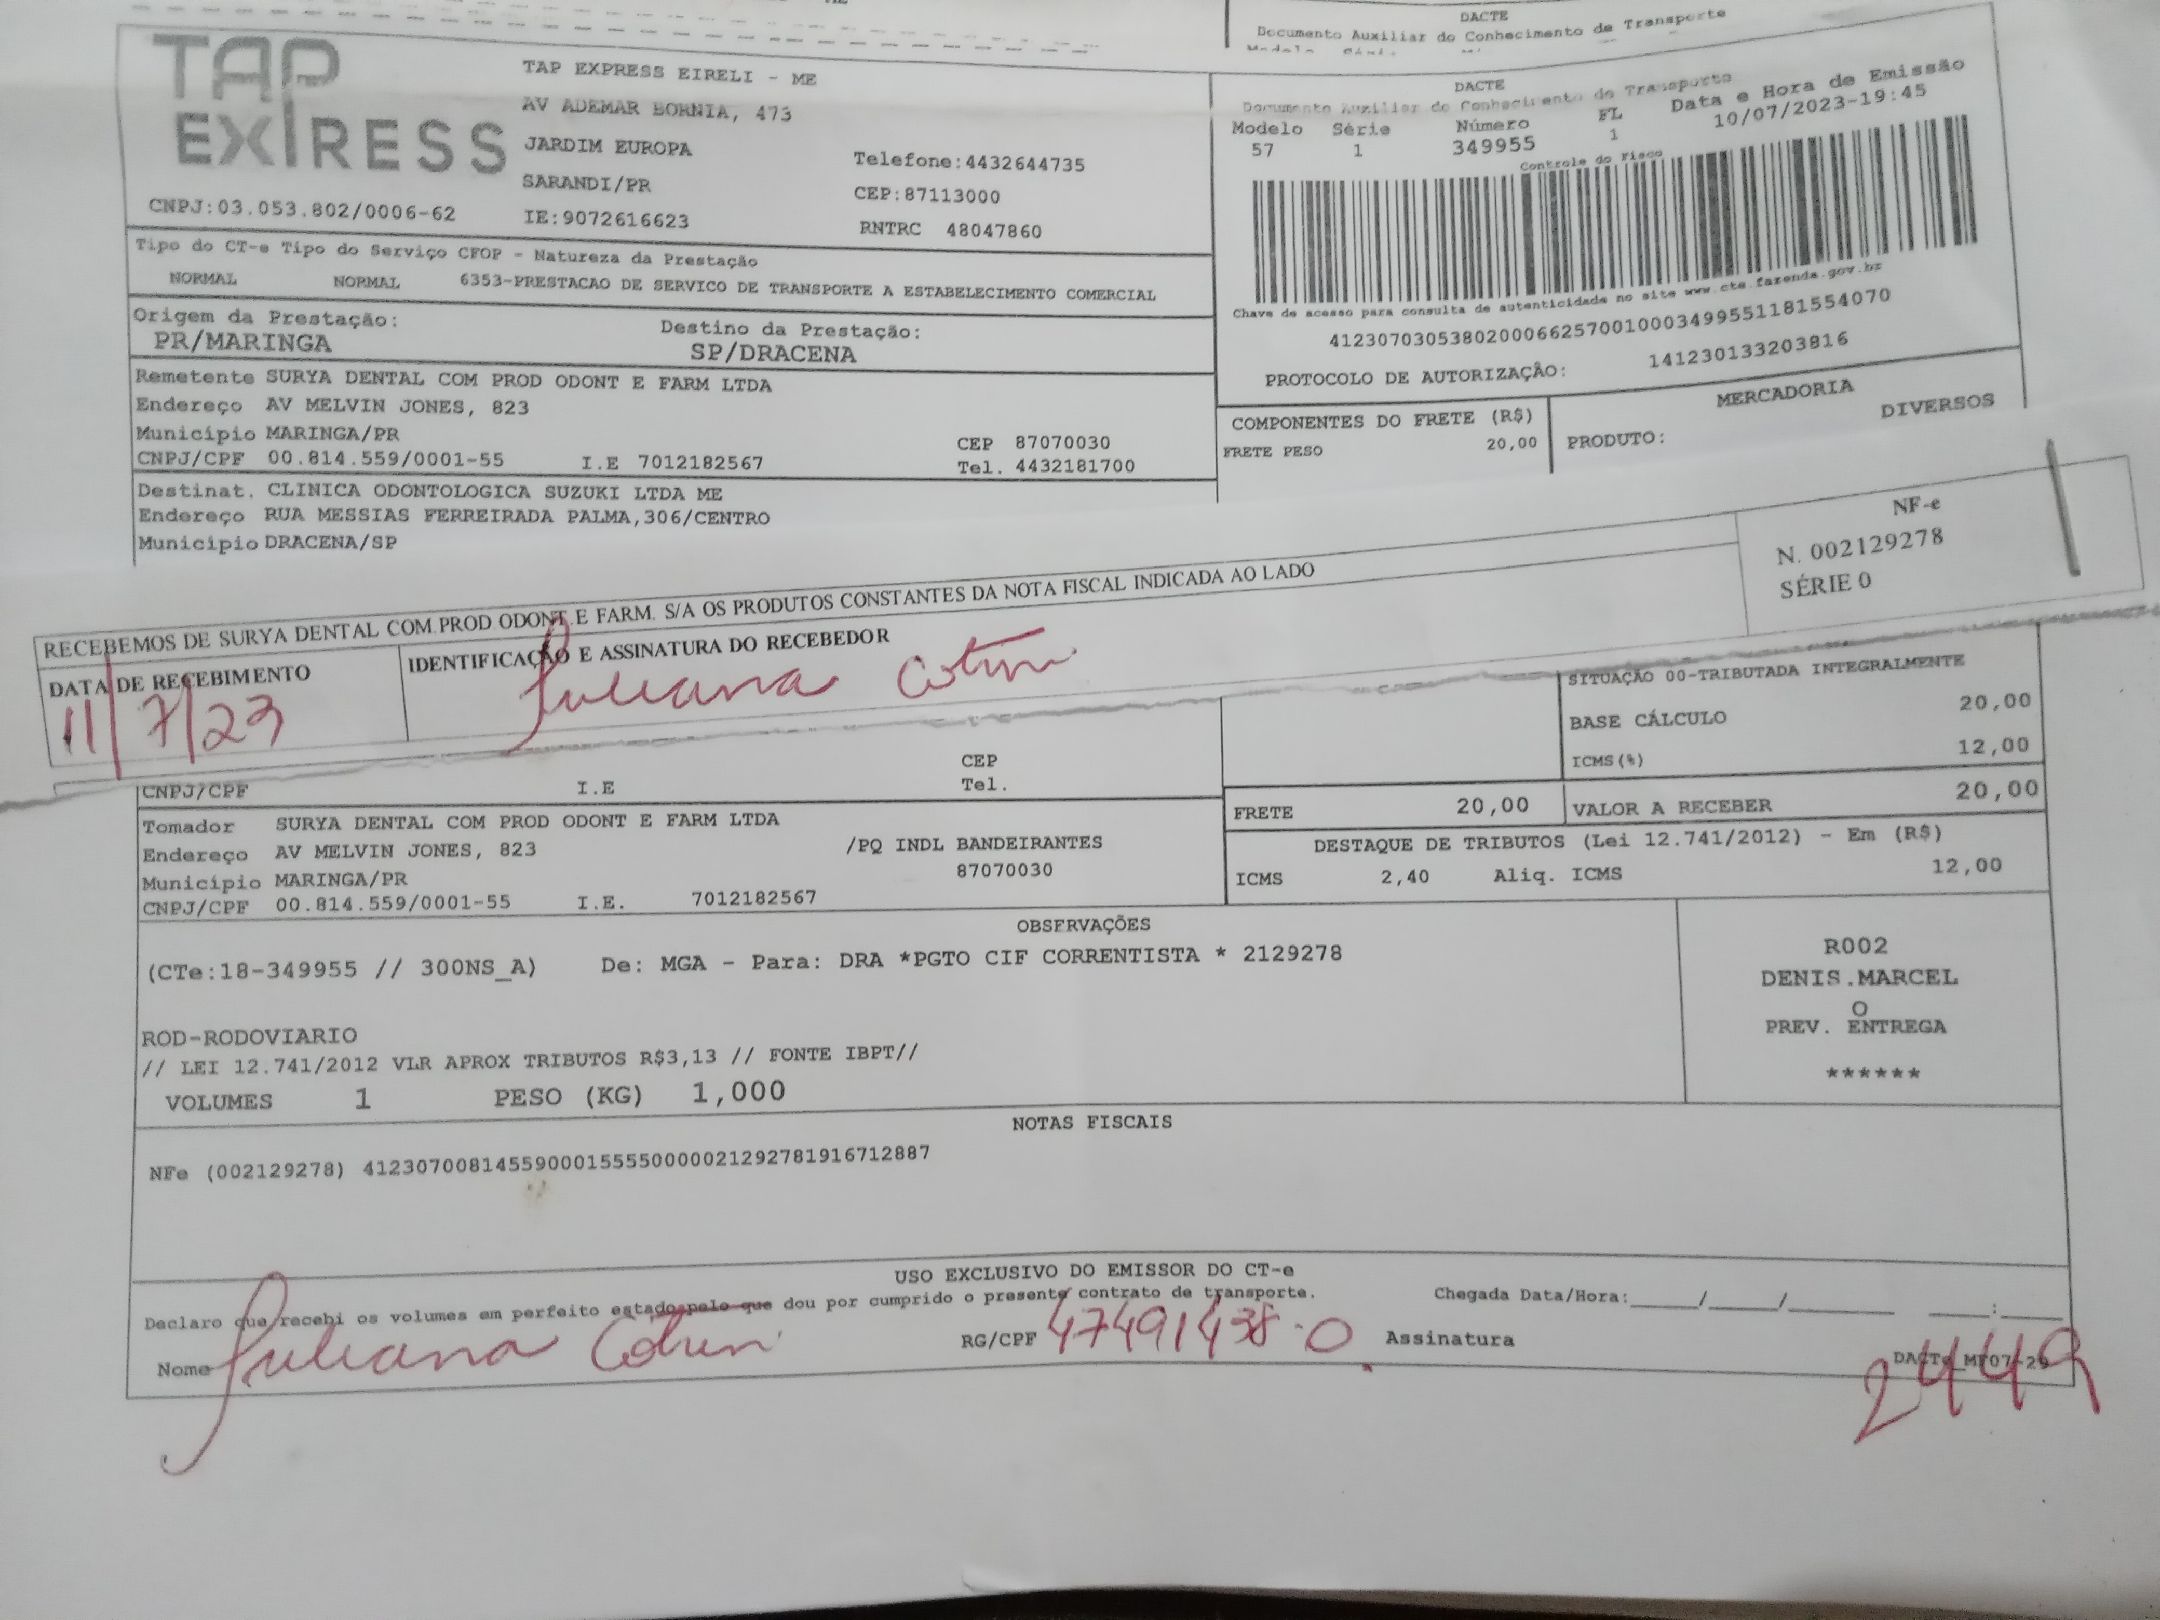 DACTE
Documento Auxiliar do Conhecimento de Transporte
TAP EXPRESS
TAP EXPRESS EIRELI - ME
AV ADEMAR BORNIA, 473
JARDIM EUROPA
Telefone:4432644735
SARANDI/PR
CEP:87113000
CNPJ:03.053.802/0006-62
IE:9072616623
RNTRC 48047860
DACTE
Documento Auxiliar do Conhecimento do Transporte
Modelo Série Número FL Data e Hora de Emissão
57 1 349955 1 10/07/2023-19:45
Controle do Fisco
Chave de acesso para consulta de autenticidade no site www.cte.fazenda.gov.br
41230703053802000662570010003499551181554070
PROTOCOLO DE AUTORIZAÇÃO: 141230133203816
Tipo do CT-e Tipo do Serviço CFOP - Natureza da Prestação
NORMAL NORMAL 6353-PRESTACAO DE SERVICO DE TRANSPORTE A ESTABELECIMENTO COMERCIAL
Origem da Prestação: Destino da Prestação:
PR/MARINGA SP/DRACENA
Remetente SURYA DENTAL COM PROD ODONT E FARM LTDA
Endereço AV MELVIN JONES, 823
Município MARINGA/PR CEP 87070030
CNPJ/CPF 00.814.559/0001-55 I.E 7012182567 Tel. 4432181700
COMPONENTES DO FRETE (R$) MERCADORIA
FRETE PESO 20,00 PRODUTO: DIVERSOS
Destinat. CLINICA ODONTOLOGICA SUZUKI LTDA ME
Endereço RUA MESSIAS FERREIRADA PALMA,306/CENTRO
Município DRACENA/SP
RECEBEMOS DE SURYA DENTAL COM.PROD ODONT E FARM. S/A OS PRODUTOS CONSTANTES DA NOTA FISCAL INDICADA AO LADO
NF-e
N. 002129278
SÉRIE 0
DATA DE RECEBIMENTO
11/7/23
IDENTIFICAÇÃO E ASSINATURA DO RECEBEDOR
Juliana
SITUAÇÃO 00-TRIBUTADA INTEGRALMENTE
BASE CÁLCULO 20,00
ICMS(%) 12,00
CNPJ/CPF I.E CEP
Tel.
FRETE 20,00 VALOR A RECEBER 20,00
Tomador SURYA DENTAL COM PROD ODONT E FARM LTDA
Endereço AV MELVIN JONES, 823 /PQ INDL BANDEIRANTES
Município MARINGA/PR 87070030
CNPJ/CPF 00.814.559/0001-55 I.E. 7012182567
DESTAQUE DE TRIBUTOS (Lei 12.741/2012) - Em (R$)
ICMS 2,40 Aliq. ICMS 12,00
OBSERVAÇÕES
(CTe:18-349955 // 300NS_A) De: MGA - Para: DRA *PGTO CIF CORRENTISTA * 2129278
ROD-RODOVIARIO
// LEI 12.741/2012 VLR APROX TRIBUTOS R$3,13 // FONTE IBPT//
VOLUMES 1 PESO (KG) 1,000
R002
DENIS.MARCEL
O
PREV. ENTREGA
******
NOTAS FISCAIS
NFe (002129278) 41230700814559000155550000021292781916712887
USO EXCLUSIVO DO EMISSOR DO CT-e
Declaro que recebi os volumes em perfeito estado pelo que dou por cumprido o presente contrato de transporte. Chegada Data/Hora:____/____/______ ___:___
Nome Juliana RG/CPF 47491438-0 Assinatura
2449